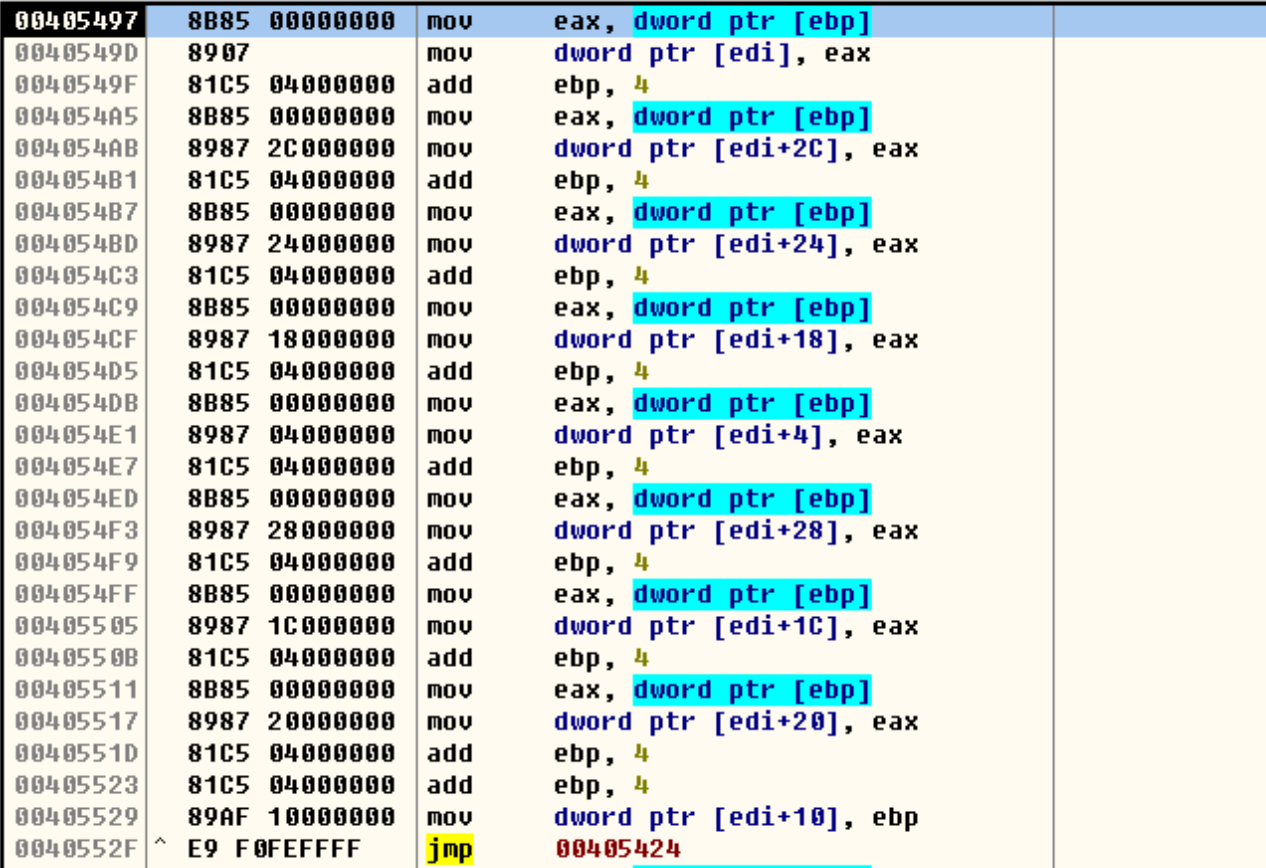 00405497 8B85 00000000 mov eax, dword ptr [ebp]
0040549D 8907 mov dword ptr [edi], eax
0040549F 81C5 04000000 add ebp, 4
004054A5 8B85 00000000 mov eax, dword ptr [ebp]
004054AB 8987 2C000000 mov dword ptr [edi+2C], eax
004054B1 81C5 04000000 add ebp, 4
004054B7 8B85 00000000 mov eax, dword ptr [ebp]
004054BD 8987 24000000 mov dword ptr [edi+24], eax
004054C3 81C5 04000000 add ebp, 4
004054C9 8B85 00000000 mov eax, dword ptr [ebp]
004054CF 8987 18000000 mov dword ptr [edi+18], eax
004054D5 81C5 04000000 add ebp, 4
004054DB 8B85 00000000 mov eax, dword ptr [ebp]
004054E1 8987 04000000 mov dword ptr [edi+4], eax
004054E7 81C5 04000000 add ebp, 4
004054ED 8B85 00000000 mov eax, dword ptr [ebp]
004054F3 8987 28000000 mov dword ptr [edi+28], eax
004054F9 81C5 04000000 add ebp, 4
004054FF 8B85 00000000 mov eax, dword ptr [ebp]
00405505 8987 1C000000 mov dword ptr [edi+1C], eax
0040550B 81C5 04000000 add ebp, 4
00405511 8B85 00000000 mov eax, dword ptr [ebp]
00405517 8987 20000000 mov dword ptr [edi+20], eax
0040551D 81C5 04000000 add ebp, 4
00405523 81C5 04000000 add ebp, 4
00405529 89AF 10000000 mov dword ptr [edi+10], ebp
0040552F ^ E9 F0FEFFFF jmp 00405424